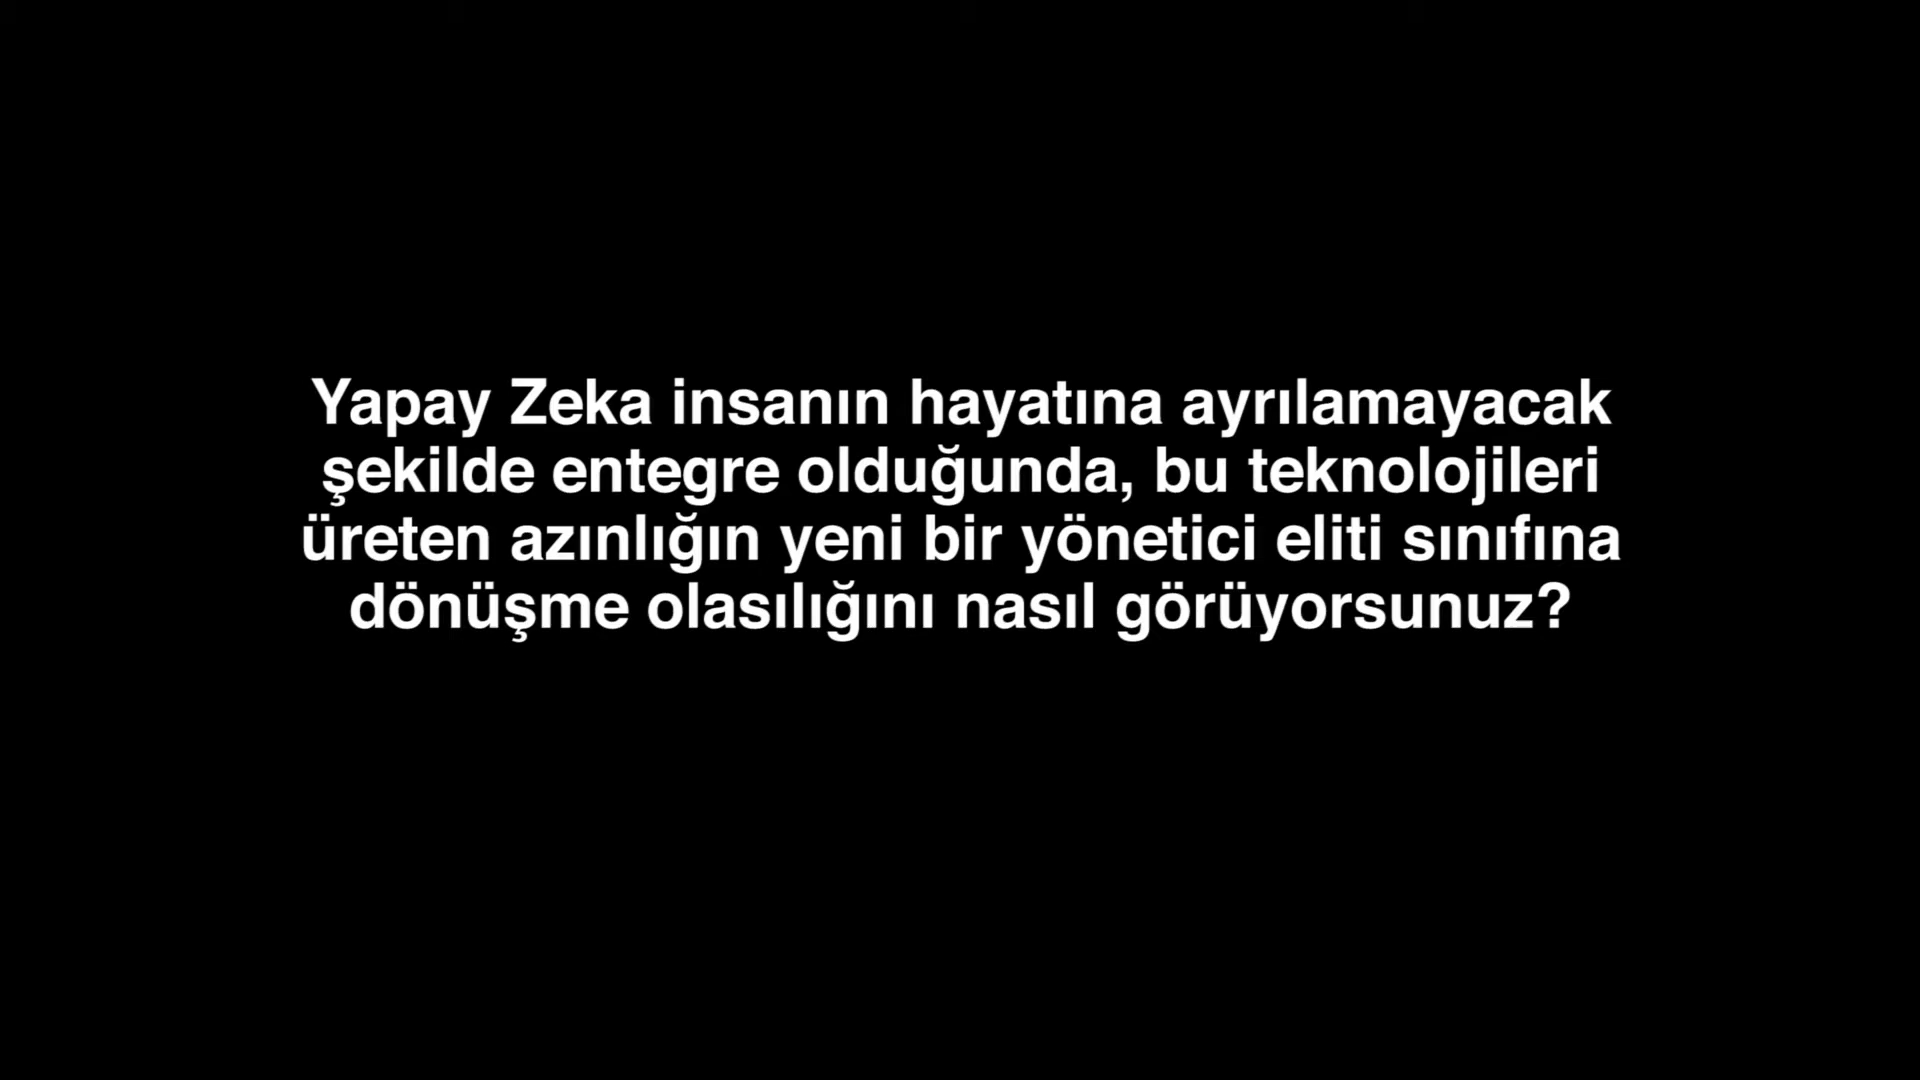 Yapay Zeka insanın hayatına ayrılamayacak
şekilde entegre olduğunda, bu teknolojileri
üreten azınlığın yeni bir yönetici eliti sınıfına
dönüşme olasılığını nasıl görüyorsunuz?